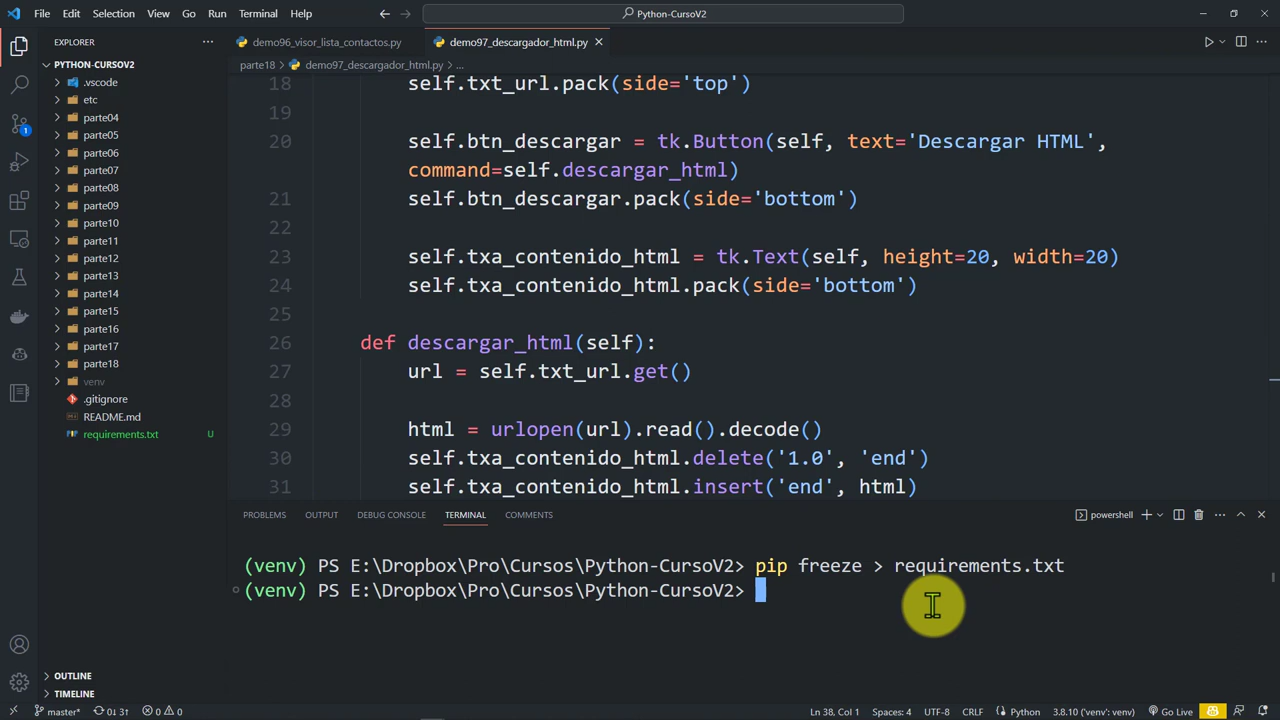 File Edit Selection View Go Run Terminal Help
Python-CursoV2
EXPLORER
demo96_visor_lista_contactos.py
demo97_descargador_html.py
PYTHON-CURSOV2
parte18 > demo97_descargador_html.py > ...
.vscode
etc
parte04
parte05
parte06
parte07
parte08
parte09
parte10
parte11
parte12
parte13
parte14
parte15
parte16
parte17
parte18
venv
.gitignore
README.md
requirements.txt U
18 self.txt_url.pack(side='top')
19
20 self.btn_descargar = tk.Button(self, text='Descargar HTML',
command=self.descargar_html)
21 self.btn_descargar.pack(side='bottom')
22
23 self.txa_contenido_html = tk.Text(self, height=20, width=20)
24 self.txa_contenido_html.pack(side='bottom')
25
26 def descargar_html(self):
27 url = self.txt_url.get()
28
29 html = urlopen(url).read().decode()
30 self.txa_contenido_html.delete('1.0', 'end')
31 self.txa_contenido_html.insert('end', html)
PROBLEMS OUTPUT DEBUG CONSOLE TERMINAL COMMENTS
powershell
(venv) PS E:\Dropbox\Pro\Cursos\Python-CursoV2> pip freeze > requirements.txt
(venv) PS E:\Dropbox\Pro\Cursos\Python-CursoV2>
1
OUTLINE
TIMELINE
master* 0↓ 3↑ 0 0 Ln 38, Col 1 Spaces: 4 UTF-8 CRLF Python 3.8.10 ('venv': venv) Go Live